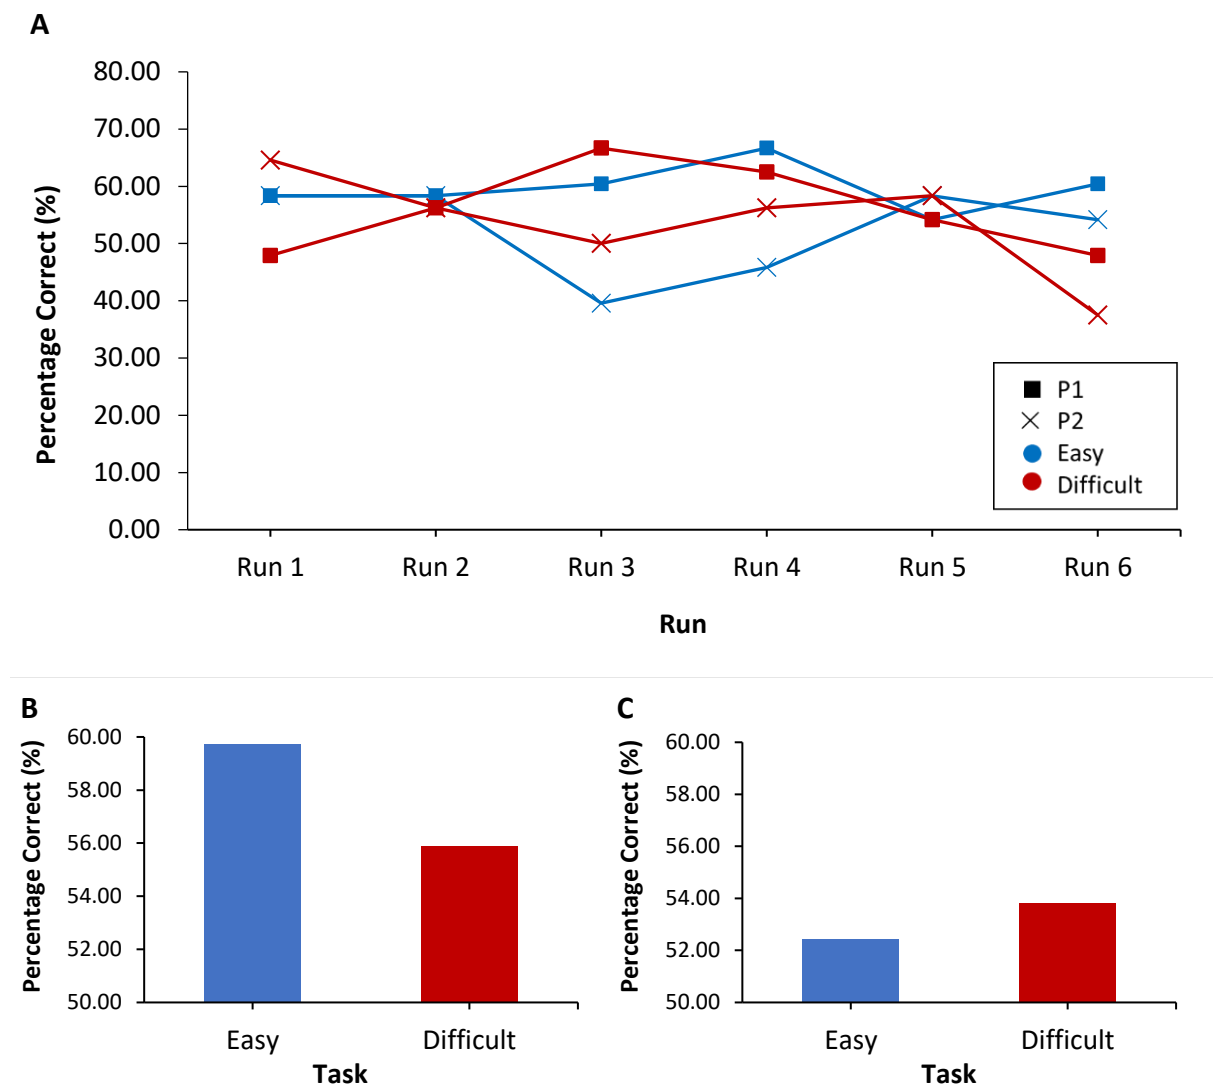 A
80.00
70.00
60.00
50.00
40.00
30.00
20.00
10.00
0.00
Percentage Correct (%)
P1
P2
Easy
Difficult
Run 1 Run 2 Run 3 Run 4 Run 5 Run 6
Run
B
60.00
58.00
56.00
54.00
52.00
50.00
Percentage Correct (%)
Easy Difficult
Task
C
60.00
58.00
56.00
54.00
52.00
50.00
Percentage Correct (%)
Easy Difficult
Task